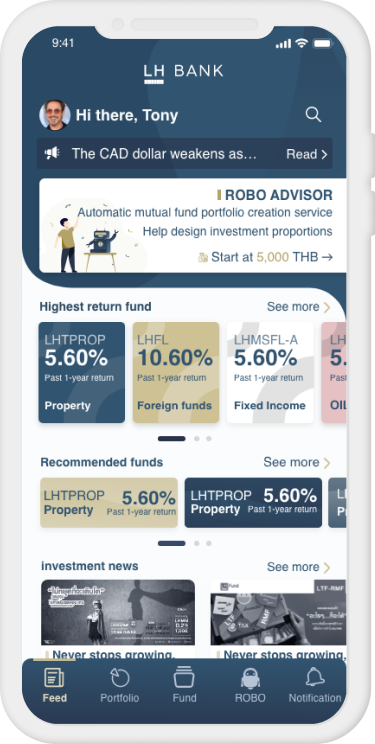 9:41
LH BANK
Hi there, Tony
The CAD dollar weakens as... Read >
ROBO ADVISOR
Automatic mutual fund portfolio creation service
Help design investment proportions
Start at 5,000 THB →
Highest return fund See more >
LHTPROP
5.60%
Past 1-year return
Property
LHFL
10.60%
Past 1-year return
Foreign funds
LHMSFL-A
5.60%
Past 1-year return
Fixed Income
LH
5.
Past
OIL
Recommended funds See more >
LHTPROP 5.60%
Property Past 1-year return
LHTPROP 5.60%
Property Past 1-year return
investment news See more >
Fund
LTF-RMF
Never stops growing.
Never stops growing.
Feed Portfolio Fund ROBO Notification